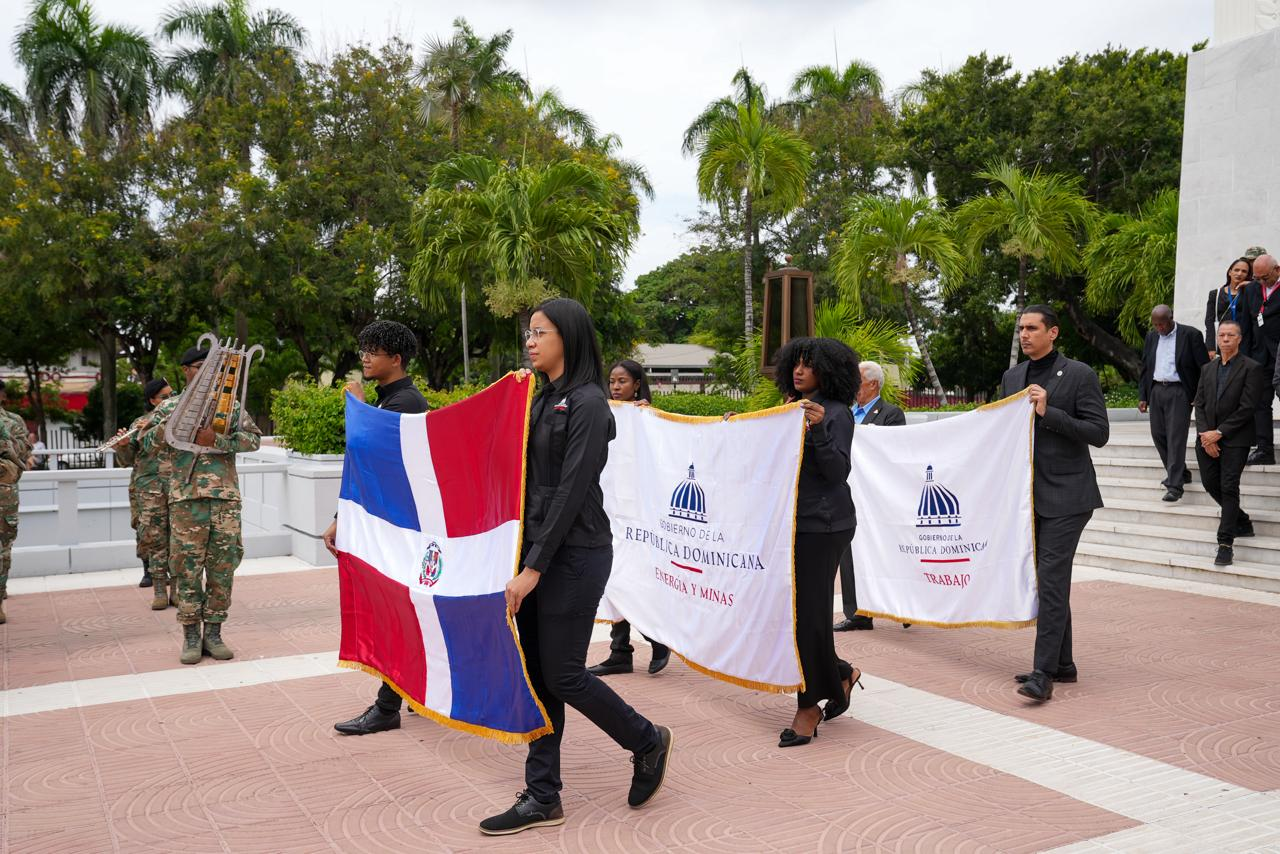 GOBIERNO DE LA
REPÚBLICA DOMINICANA
ENERGÍA Y MINAS
GOBIERNO DE LA
REPÚBLICA DOMINICANA
TRABAJO